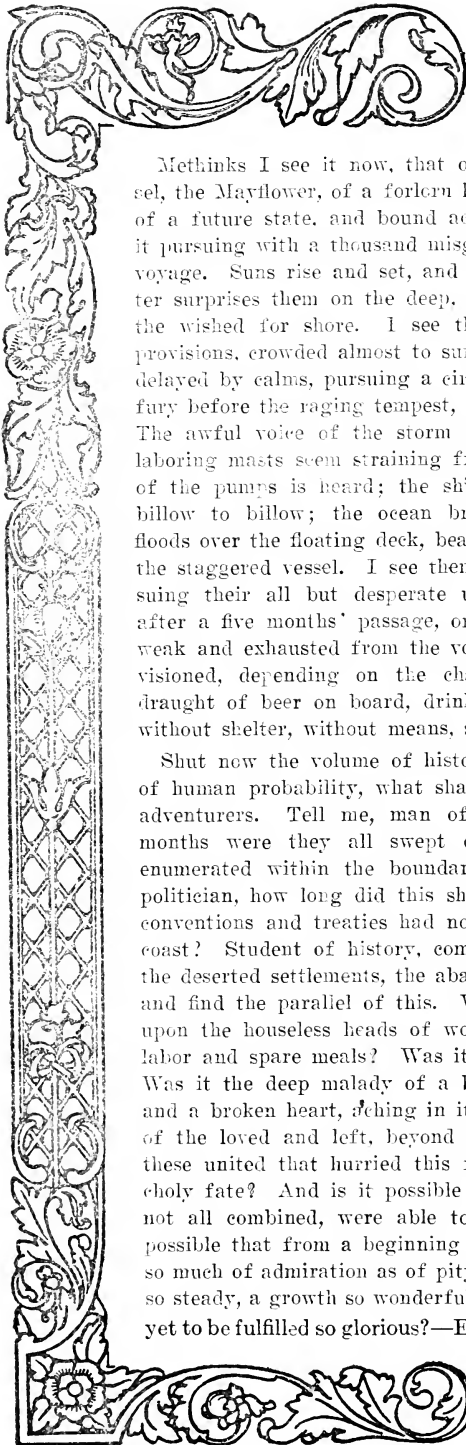 Methinks I see it now, that o
sel, the Mayflower, of a forlorn
of a future state, and bound ac
it pursuing with a thousand misg
voyage. Suns rise and set, and
ter surprises them on the deep,
the wished for shore. I see th
provisions, crowded almost to su
delayed by calms, pursuing a cir
fury before the raging tempest,
The awful voice of the storm
laboring masts seem straining fr
of the pumps is heard; the shi
billow to billow; the ocean br
floods over the floating deck, bea
the staggered vessel. I see the
suing their all but desperate
after a five months' passage, o
weak and exhausted from the vo
visioned, depending on the ch
draught of beer on board, drin
without shelter, without means,
Shut now the volume of histo
of human probability, what sha
adventurers. Tell me, man of
months were they all swept
enumerated within the boundar
politician, how long did this sh
conventions and treaties had no
coast? Student of history, com
the deserted settlements, the aba
and find the parallel of this.
upon the houseless heads of wo
labor and spare meals? Was it
Was it the deep malady of a
and a broken heart, aching in it
of the loved and left, beyond
these united that hurried this
choly fate? And is it possible
not all combined, were able to
possible that from a beginning
so much of admiration as of pity
so steady, a growth so wonderfu
yet to be fulfilled so glorious?—E